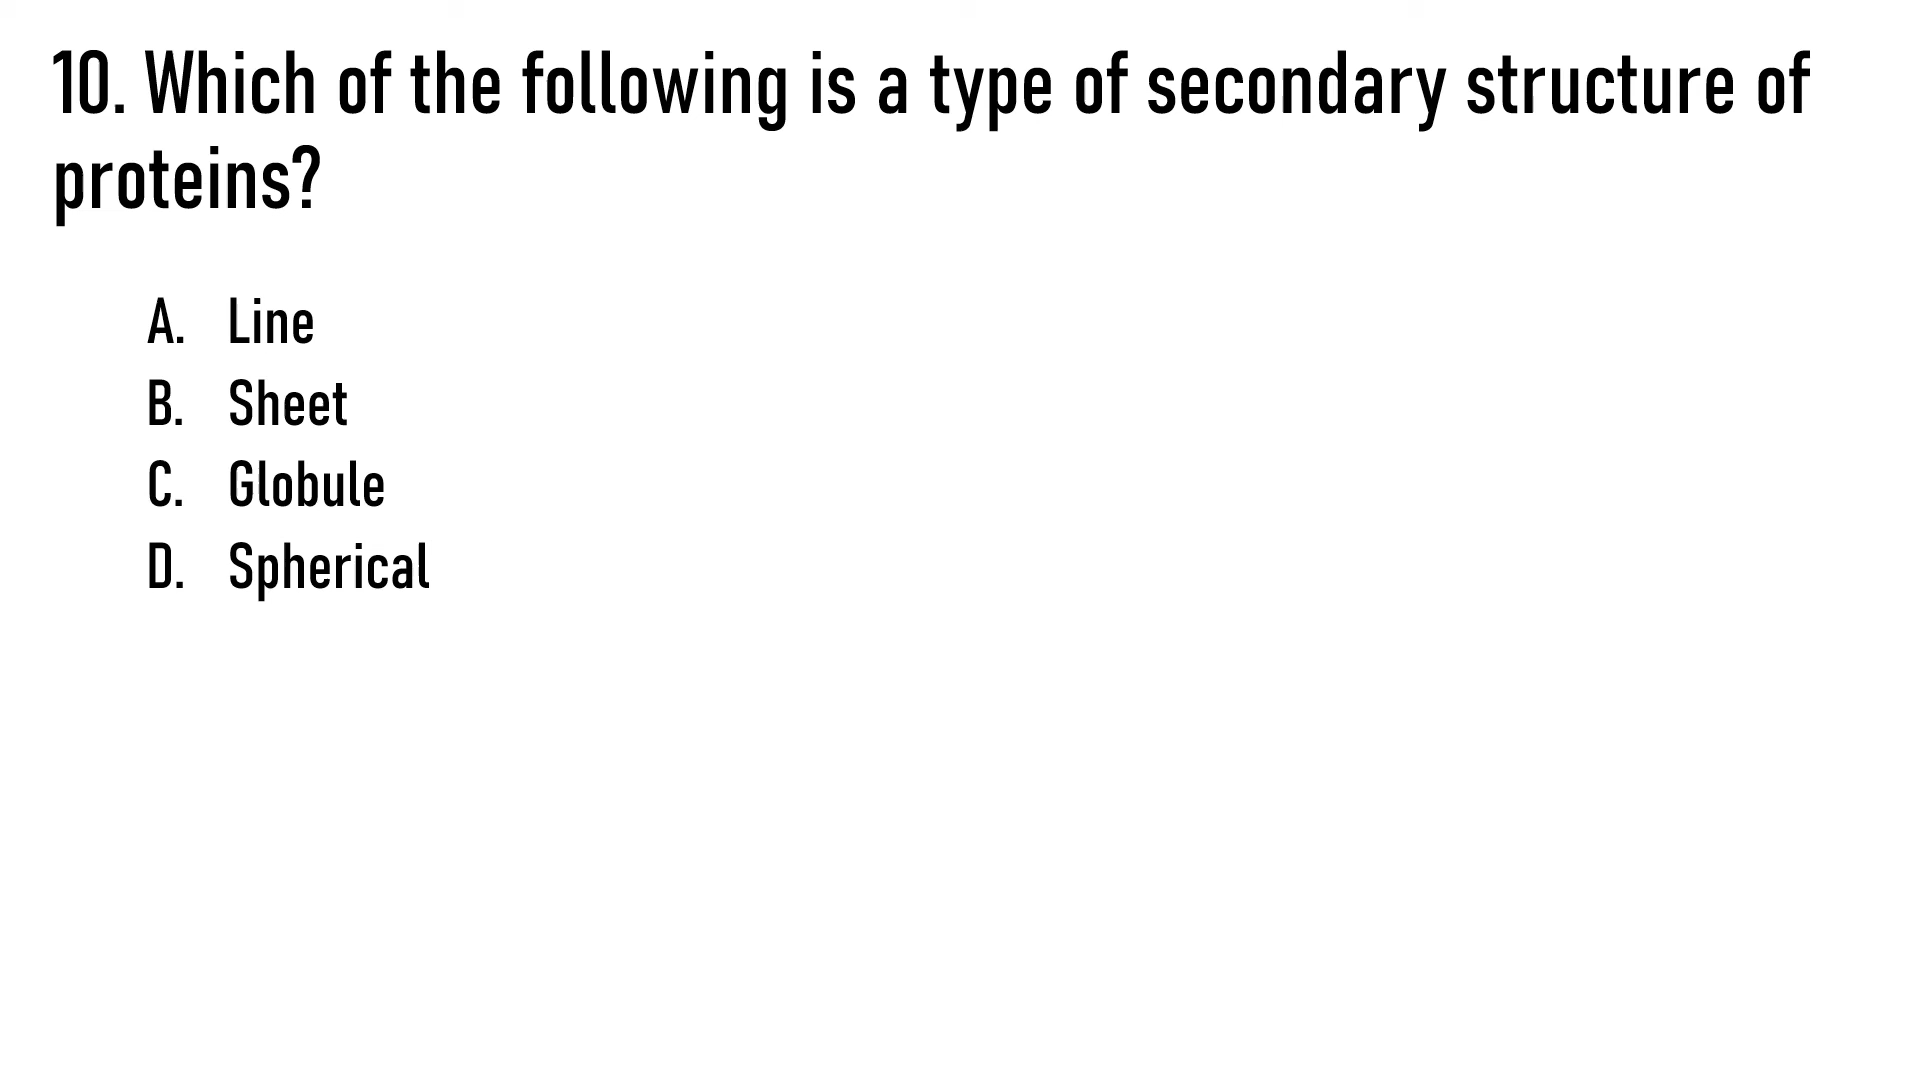 10. Which of the following is a type of secondary structure of
proteins?
A. Line
B. Sheet
C. Globule
D. Spherical